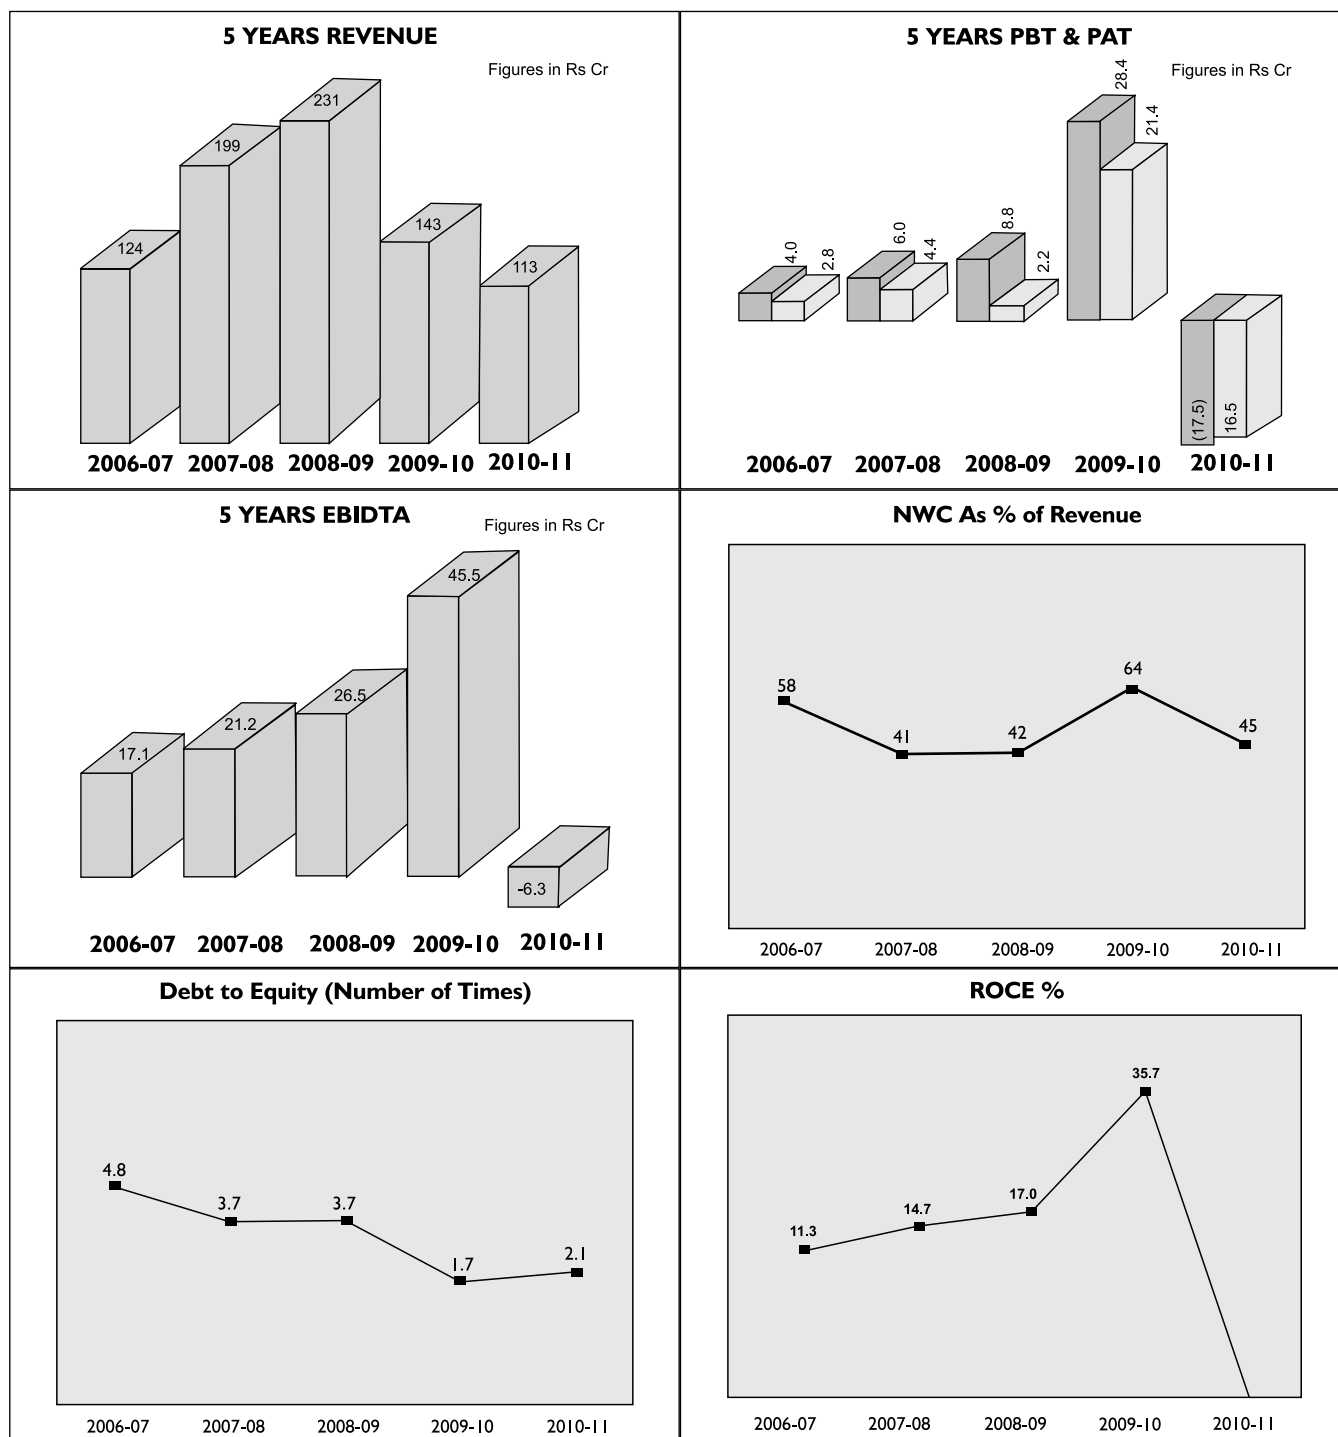 5 YEARS REVENUE
Figures in Rs Cr
124
199
231
143
113
2006-07 2007-08 2008-09 2009-10 2010-11
5 YEARS PBT & PAT
Figures in Rs Cr
4.0
2.8
6.0
4.4
8.8
2.2
28.4
21.4
(17.5)
16.5
2006-07 2007-08 2008-09 2009-10 2010-11
5 YEARS EBIDTA
Figures in Rs Cr
17.1
21.2
26.5
45.5
-6.3
2006-07 2007-08 2008-09 2009-10 2010-11
NWC As % of Revenue
58
41
42
64
45
2006-07 2007-08 2008-09 2009-10 2010-11
Debt to Equity (Number of Times)
4.8
3.7
3.7
1.7
2.1
2006-07 2007-08 2008-09 2009-10 2010-11
ROCE %
11.3
14.7
17.0
35.7
2006-07 2007-08 2008-09 2009-10 2010-11